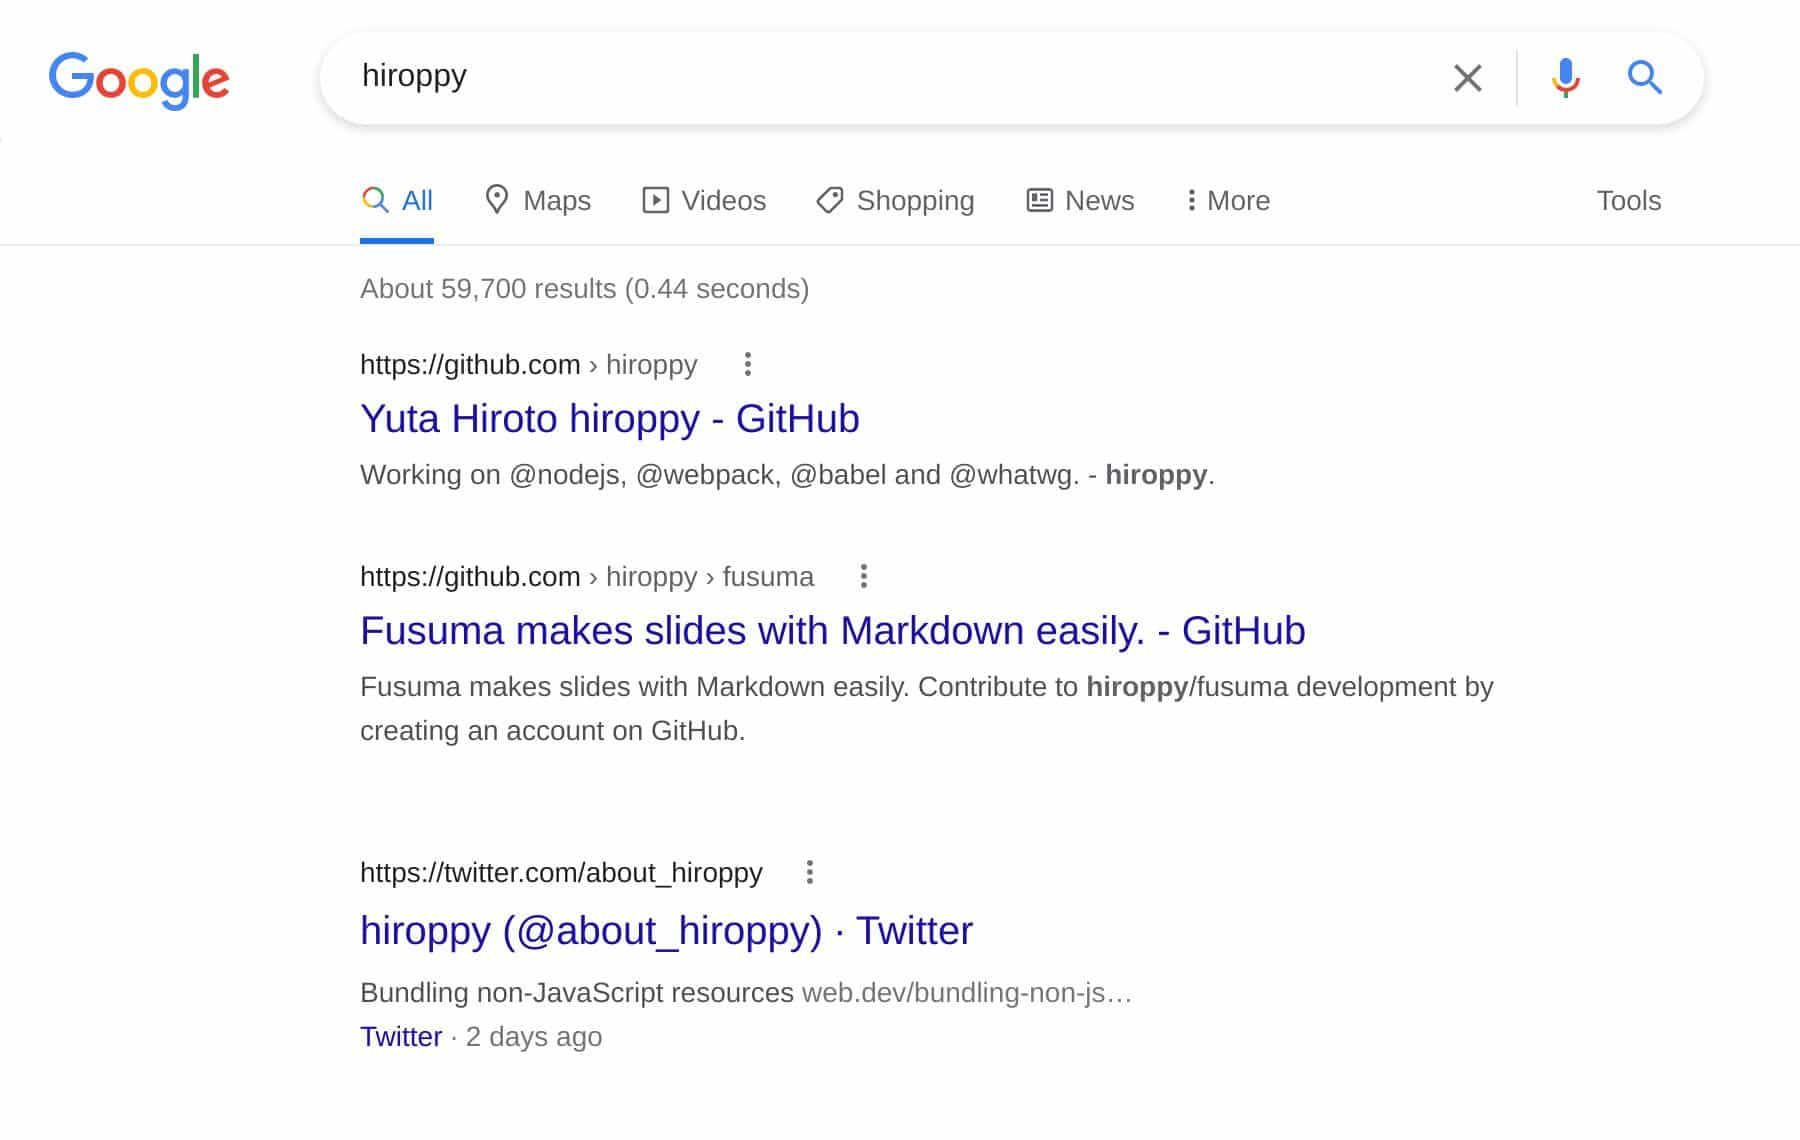 Google
hiroppy
All Maps Videos Shopping News More Tools
About 59,700 results (0.44 seconds)
https://github.com › hiroppy
Yuta Hiroto hiroppy - GitHub
Working on @nodejs, @webpack, @babel and @whatwg. - hiroppy.
https://github.com › hiroppy › fusuma
Fusuma makes slides with Markdown easily. - GitHub
Fusuma makes slides with Markdown easily. Contribute to hiroppy/fusuma development by
creating an account on GitHub.
https://twitter.com/about_hiroppy
hiroppy (@about_hiroppy) · Twitter
Bundling non-JavaScript resources web.dev/bundling-non-js…
Twitter · 2 days ago